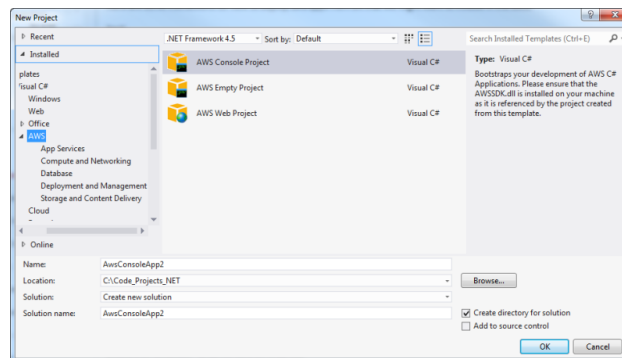 New Project
Recent
.NET Framework 4.5
Sort by: Default
Search Installed Templates (Ctrl+E)
Installed
plates
isual C#
Windows
Web
Office
AWS
App Services
Compute and Networking
Database
Deployment and Management
Storage and Content Delivery
Cloud
Online
AWS Console Project Visual C#
AWS Empty Project Visual C#
AWS Web Project Visual C#
Type: Visual C#
Bootstraps your development of AWS C#
Applications. Please ensure that the
AWSSDK.dll is installed on your machine
as it is referenced by the project created
from this template.
Name: AwsConsoleApp2
Location: C:\Code_Projects_NET
Browse...
Solution: Create new solution
Solution name: AwsConsoleApp2
Create directory for solution
Add to source control
OK
Cancel